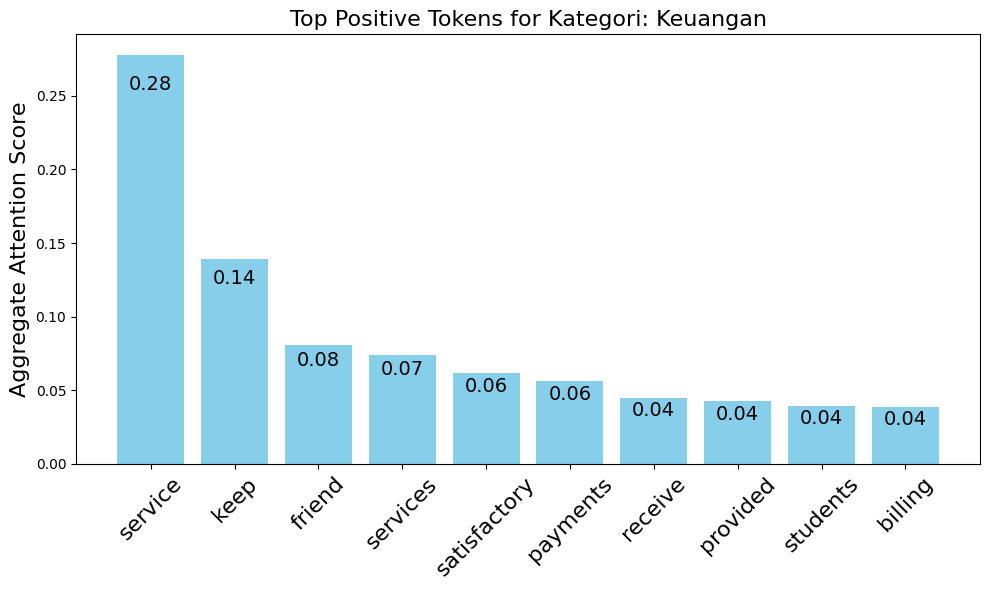 Top Positive Tokens for Kategori: Keuangan
Aggregate Attention Score
0.25
0.20
0.15
0.10
0.05
0.00
0.28
0.14
0.08
0.07
0.06
0.06
0.04
0.04
0.04
0.04
service
keep
friend
services
satisfactory
payments
receive
provided
students
billing